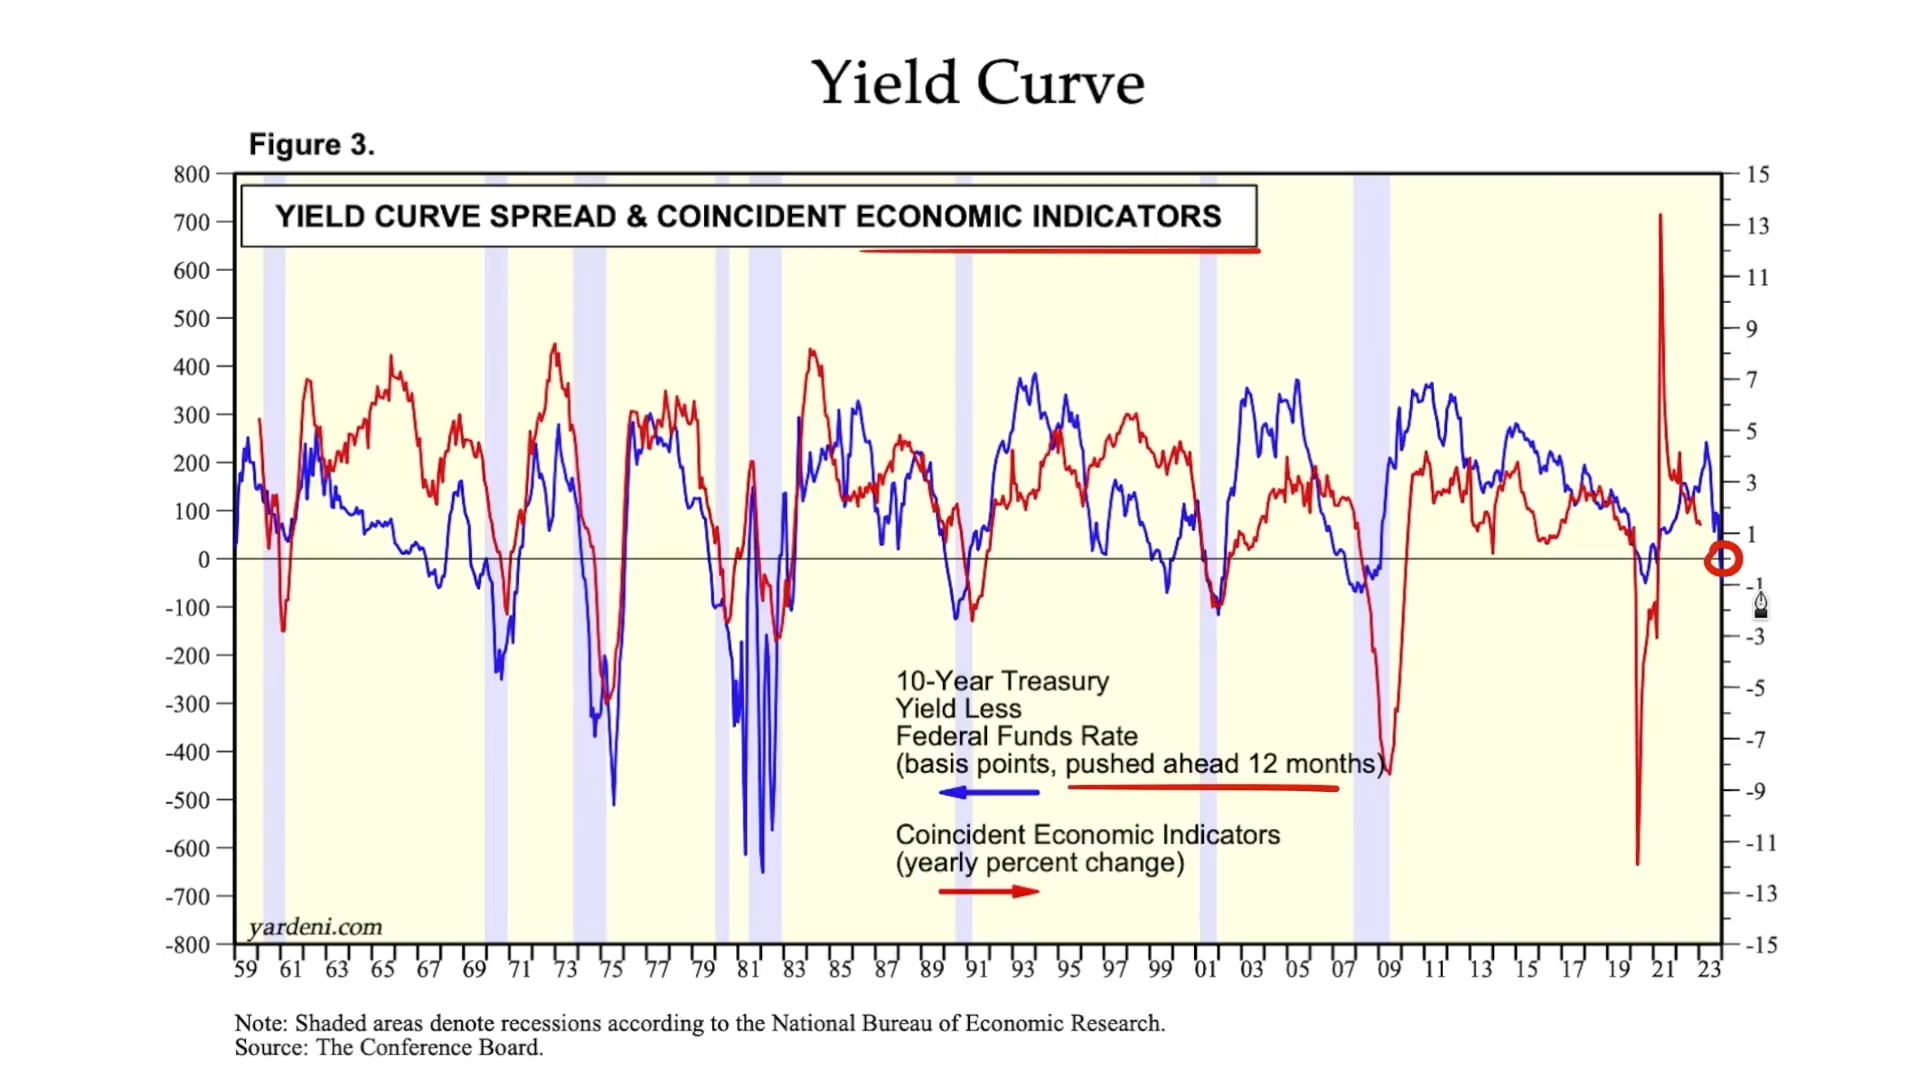 Yield Curve
Figure 3.
YIELD CURVE SPREAD & COINCIDENT ECONOMIC INDICATORS
800
700
600
500
400
300
200
100
0
-100
-200
-300
-400
-500
-600
-700
-800
15
13
11
9
7
5
3
1
-1
-3
-5
-7
-9
-11
-13
-15
10-Year Treasury
Yield Less
Federal Funds Rate
(basis points, pushed ahead 12 months)
Coincident Economic Indicators
(yearly percent change)
yardeni.com
59 61 63 65 67 69 71 73 75 77 79 81 83 85 87 89 91 93 95 97 99 01 03 05 07 09 11 13 15 17 19 21 23
Note: Shaded areas denote recessions according to the National Bureau of Economic Research.
Source: The Conference Board.